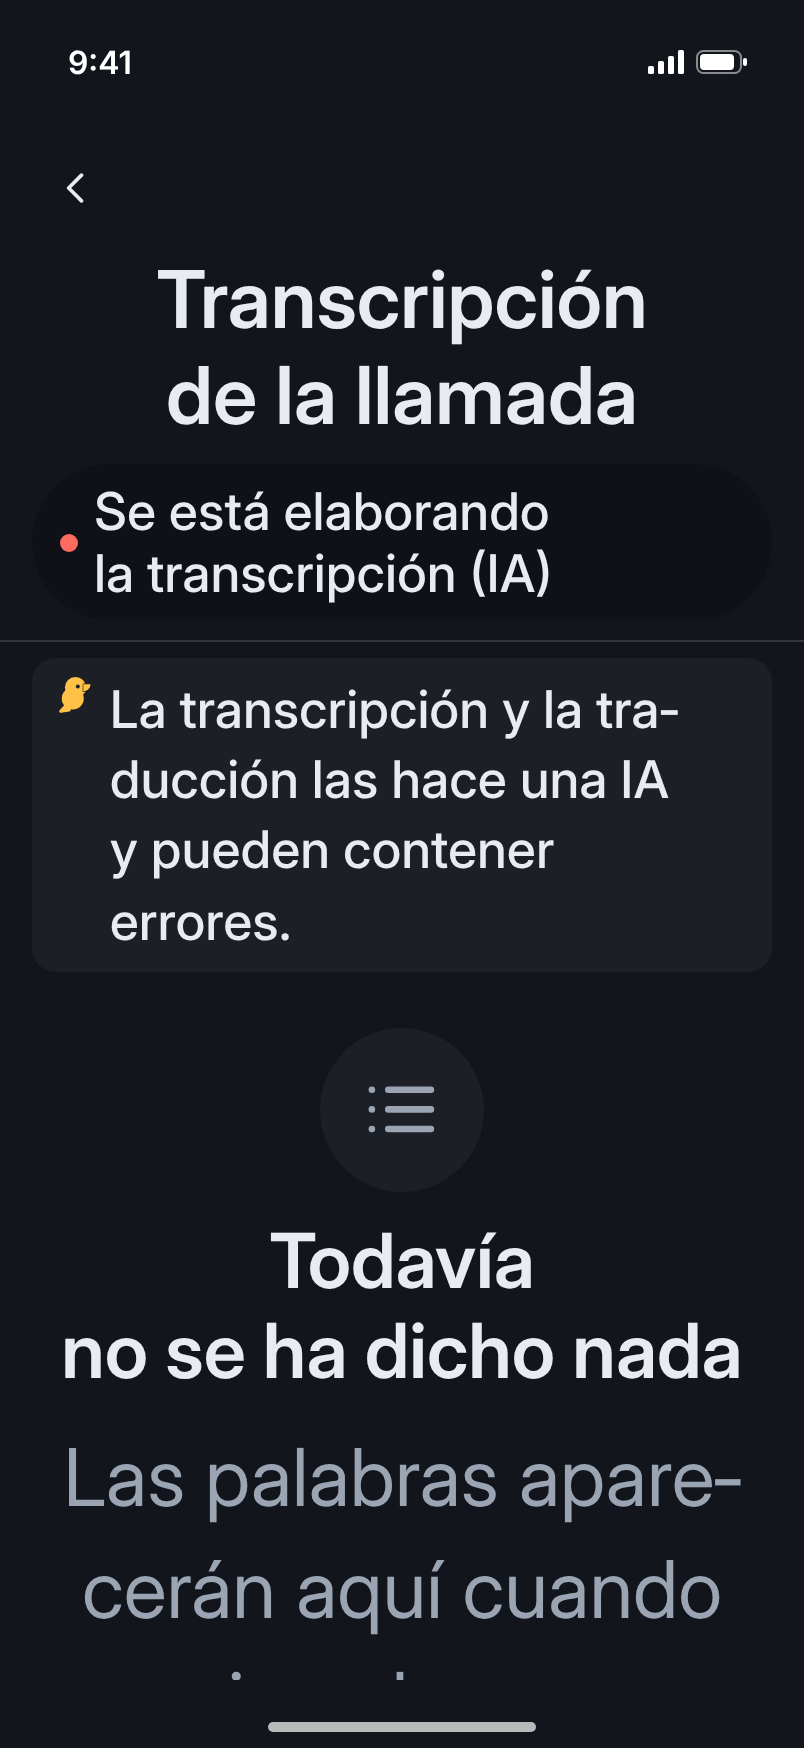 9:41
Transcripción
de la llamada
Se está elaborando
la transcripción (IA)
La transcripción y la tra-
ducción las hace una IA
y pueden contener
errores.
Todavía
no se ha dicho nada
Las palabras apare-
cerán aquí cuando